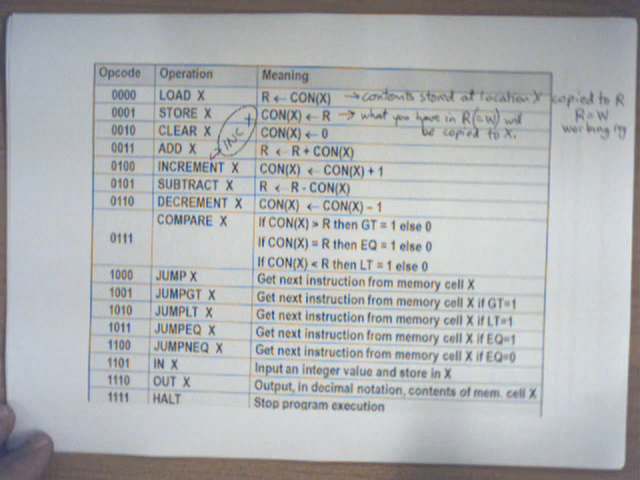 Opcode Operation Meaning
0000 LOAD X R ← CON(X) → contents stored at location X copied to R
0001 STORE X CON(X) ← R → what you have in R (=W) will R=W
0010 CLEAR X CON(X) ← 0 be copied to X. working reg
INC X
0011 ADD X R ← R + CON(X)
0100 INCREMENT X CON(X) ← CON(X) + 1
0101 SUBTRACT X R ← R - CON(X)
0110 DECREMENT X CON(X) ← CON(X) – 1
0111 COMPARE X If CON(X) > R then GT = 1 else 0
If CON(X) = R then EQ = 1 else 0
If CON(X) < R then LT = 1 else 0
1000 JUMP X Get next instruction from memory cell X
1001 JUMPGT X Get next instruction from memory cell X if GT=1
1010 JUMPLT X Get next instruction from memory cell X if LT=1
1011 JUMPEQ X Get next instruction from memory cell X if EQ=1
1100 JUMPNEQ X Get next instruction from memory cell X if EQ=0
1101 IN X Input an integer value and store in X
1110 OUT X Output, in decimal notation, contents of mem. cell X
1111 HALT Stop program execution